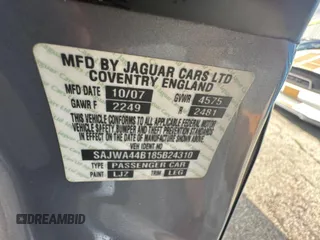 MFD BY JAGUAR CARS LTD
COVENTRY ENGLAND
MFD DATE 10/07 GVWR 4575
GAWR F 2249 R 2481
THIS VEHICLE CONFORMS TO ALL APPLICABLE FEDERAL MOTOR
VEHICLE SAFETY, BUMPER AND THEFT PREVENTION STANDARDS
IN EFFECT ON THE DATE OF MANUFACTURE SHOWN ABOVE
VEH IDENT NO
SAJWA44B185B24310
TYPE PASSENGER CAR
PAINT LJZ TRIM LEG
DREAMBID